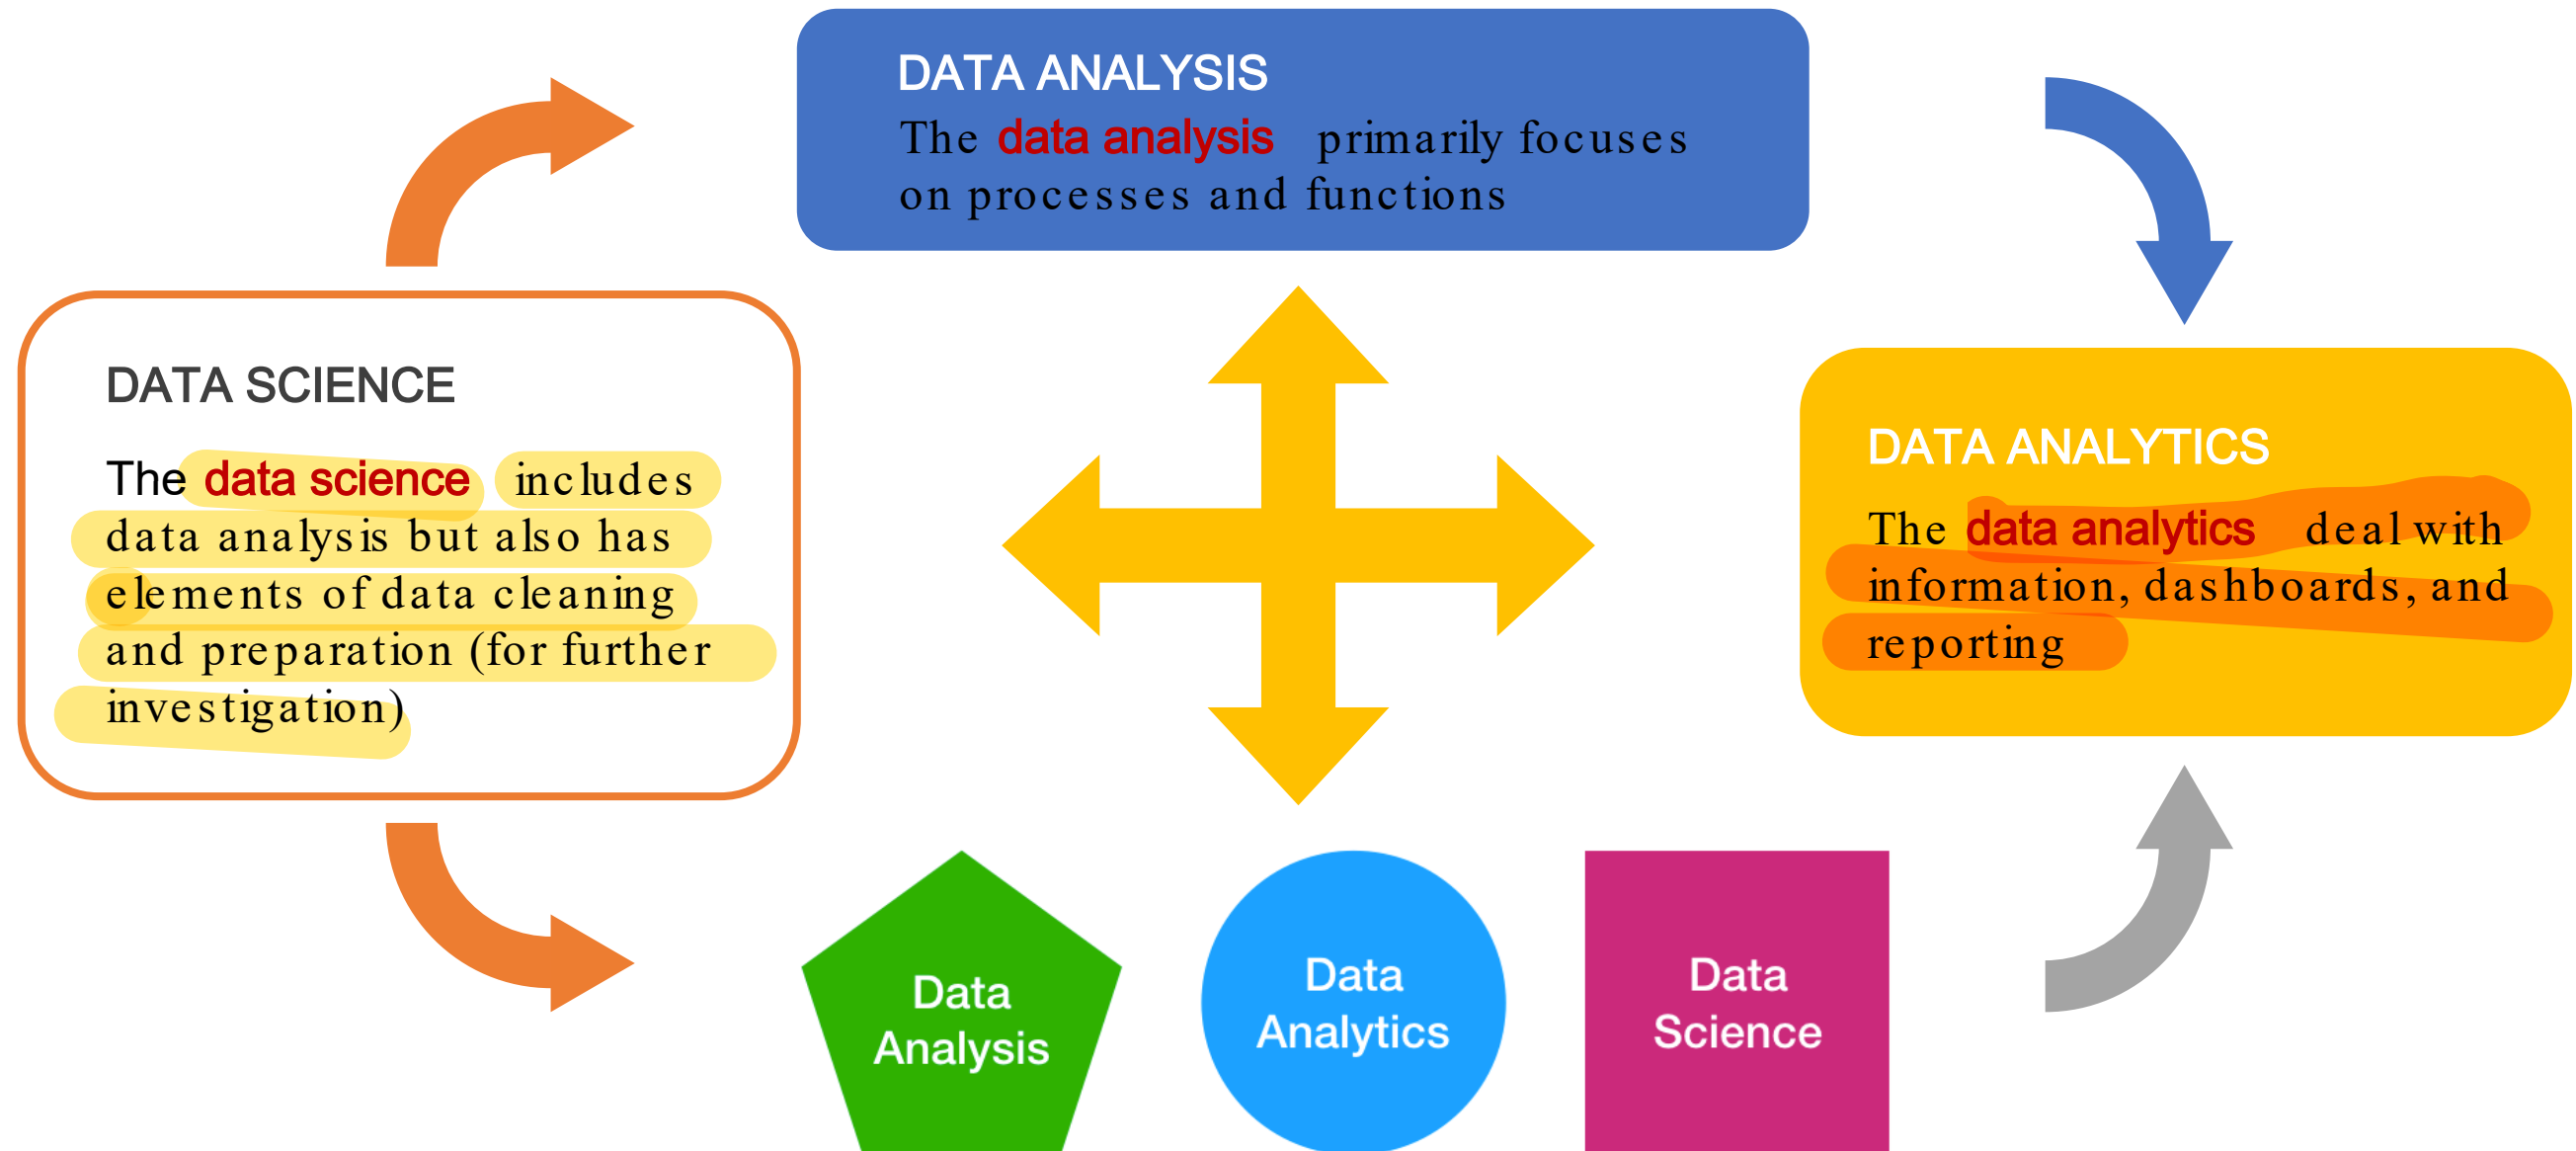 DATA ANALYSIS
The data analysis primarily focuses
on processes and functions
DATA SCIENCE
The data science includes
data analysis but also has
elements of data cleaning
and preparation (for further
investigation)
DATA ANALYTICS
The data analytics deal with
information, dashboards, and
reporting
Data
Analysis
Data
Analytics
Data
Science